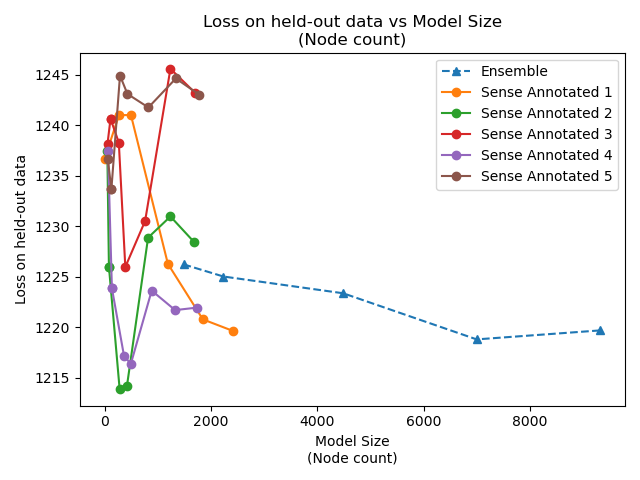 Loss on held-out data vs Model Size
(Node count)
Ensemble
Sense Annotated 1
Sense Annotated 2
Sense Annotated 3
Sense Annotated 4
Sense Annotated 5
Loss on held-out data
1245
1240
1235
1230
1225
1220
1215
0 2000 4000 6000 8000
Model Size
(Node count)